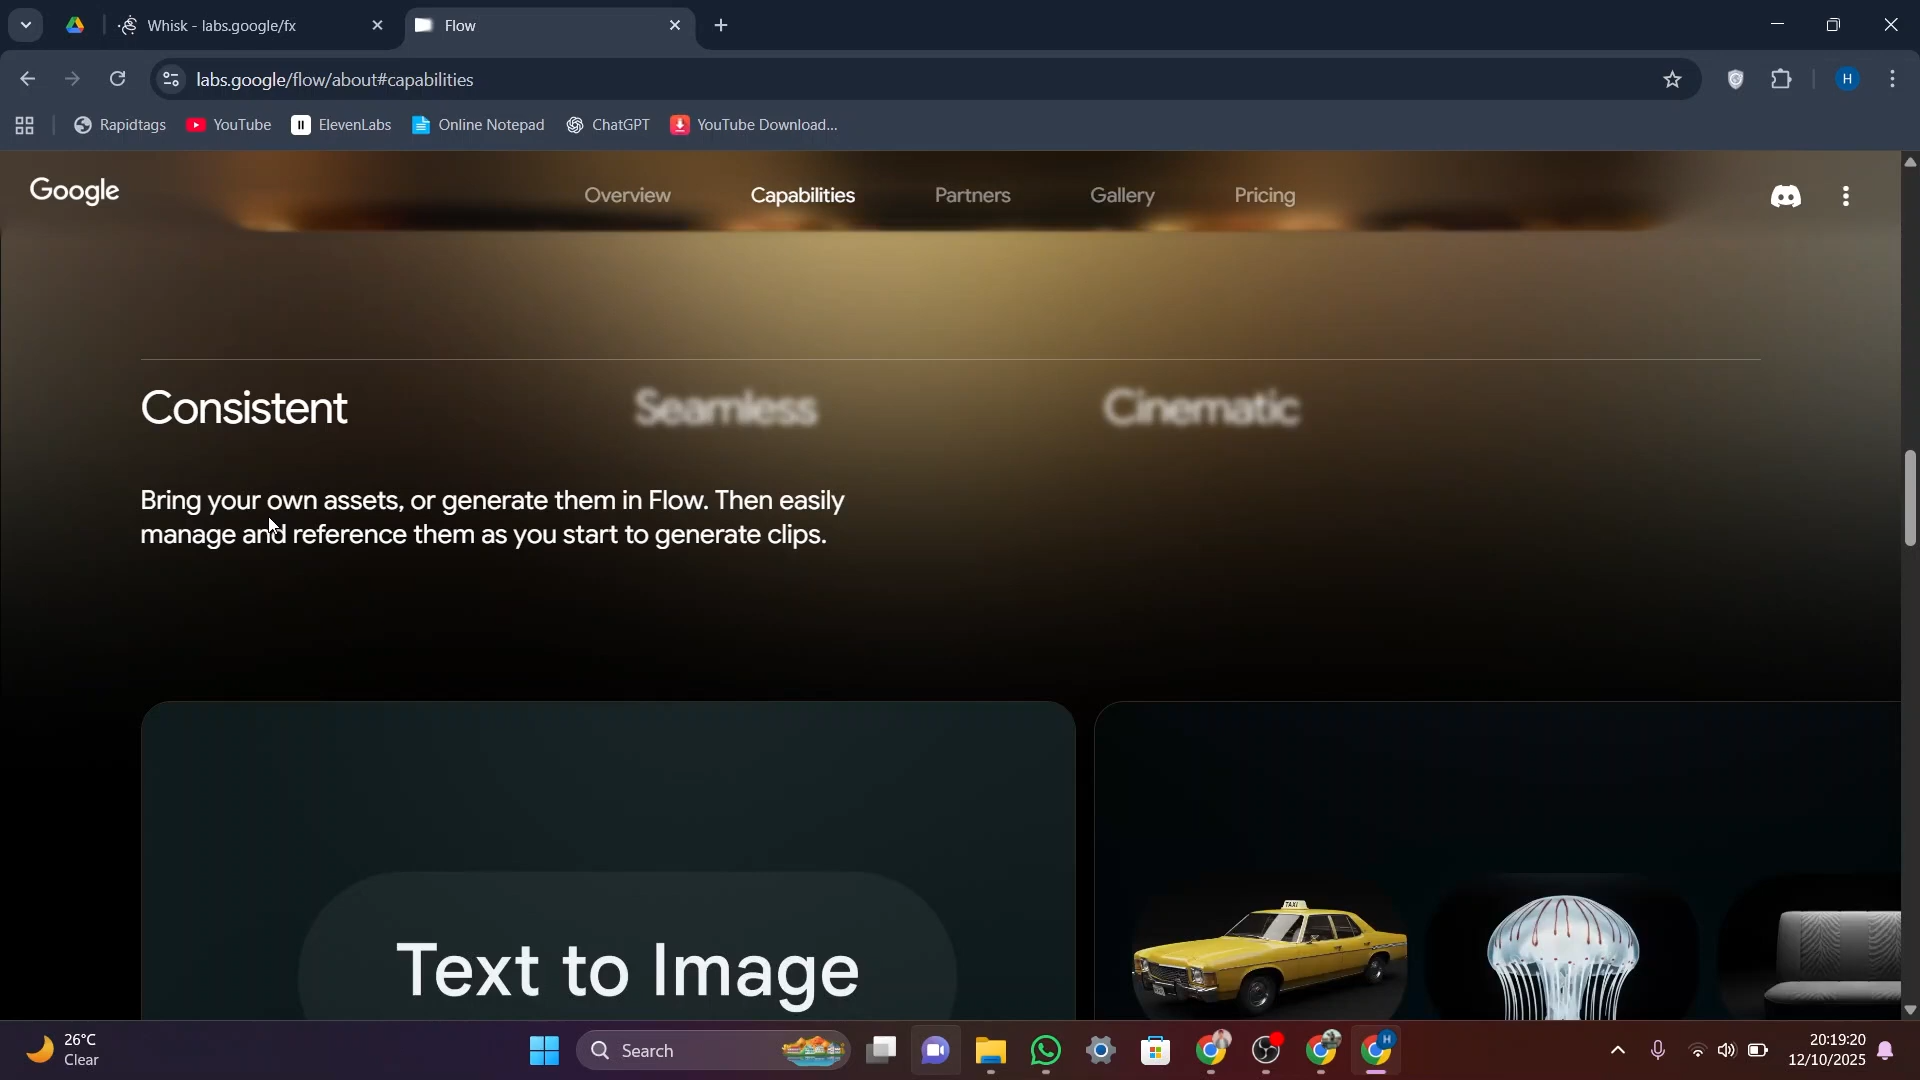 Whisk - labs.google/fx
Flow
labs.google/flow/about#capabilities
H
Rapidtags
YouTube
ElevenLabs
Online Notepad
ChatGPT
YouTube Download...
Google
Overview
Capabilities
Partners
Gallery
Pricing
Consistent
Seamless
Cinematic
Bring your own assets, or generate them in Flow. Then easily
manage and reference them as you start to generate clips.
Text to Image
TAXI
26°C
Clear
Search
H
20:19:20
12/10/2025